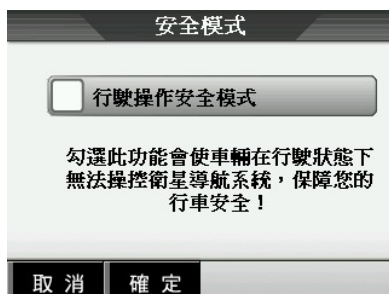 安全模式
行駛操作安全模式
勾選此功能會使車輛在行駛狀態下
無法操控衛星導航系統，保障您的
行車安全！
取消
確定